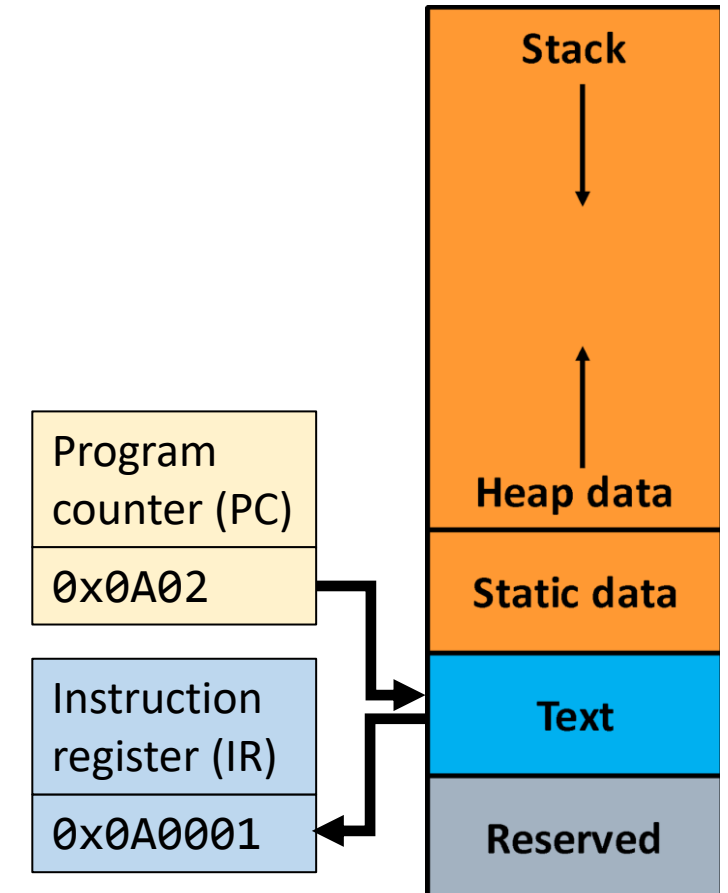 Stack
Heap data
Static data
Text
Reserved
Program
counter (PC)
0x0A02
Instruction
register (IR)
0x0A0001